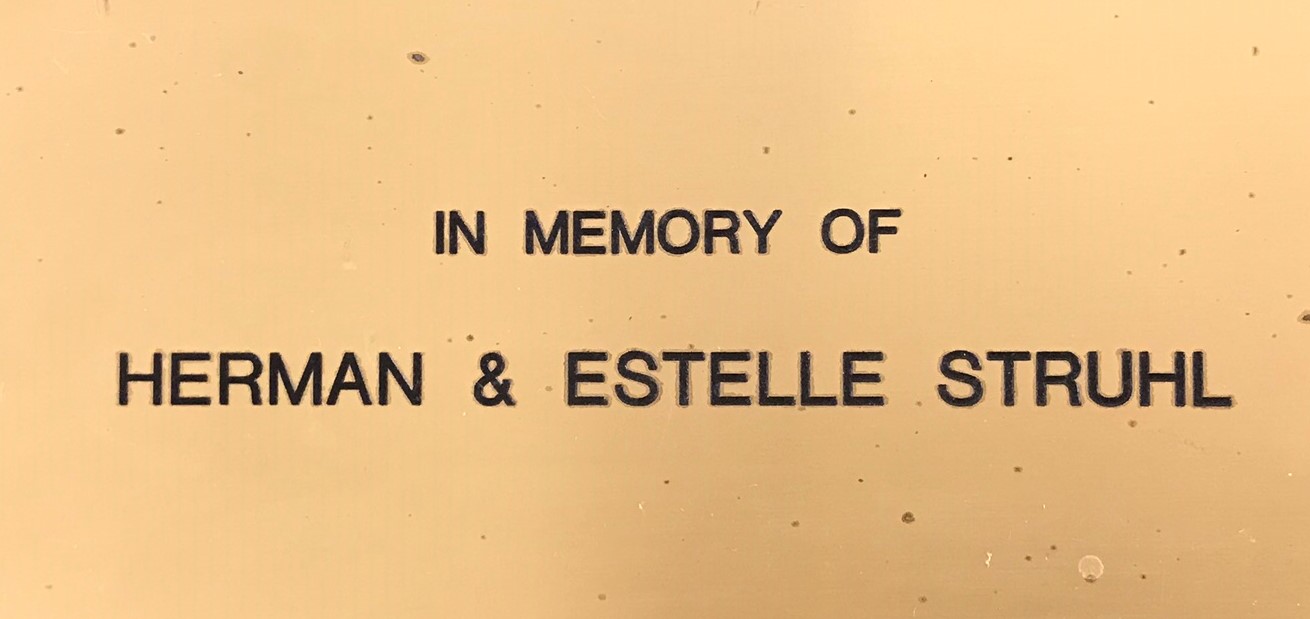 IN MEMORY OF
HERMAN & ESTELLE STRUHL